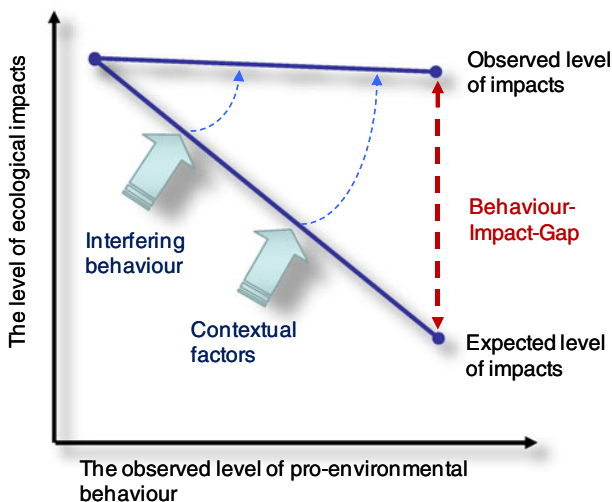 The level of ecological impacts
Observed level
of impacts
Behaviour-
Impact-Gap
Interfering
behaviour
Contextual
factors
Expected level
of impacts
The observed level of pro-environmental
behaviour